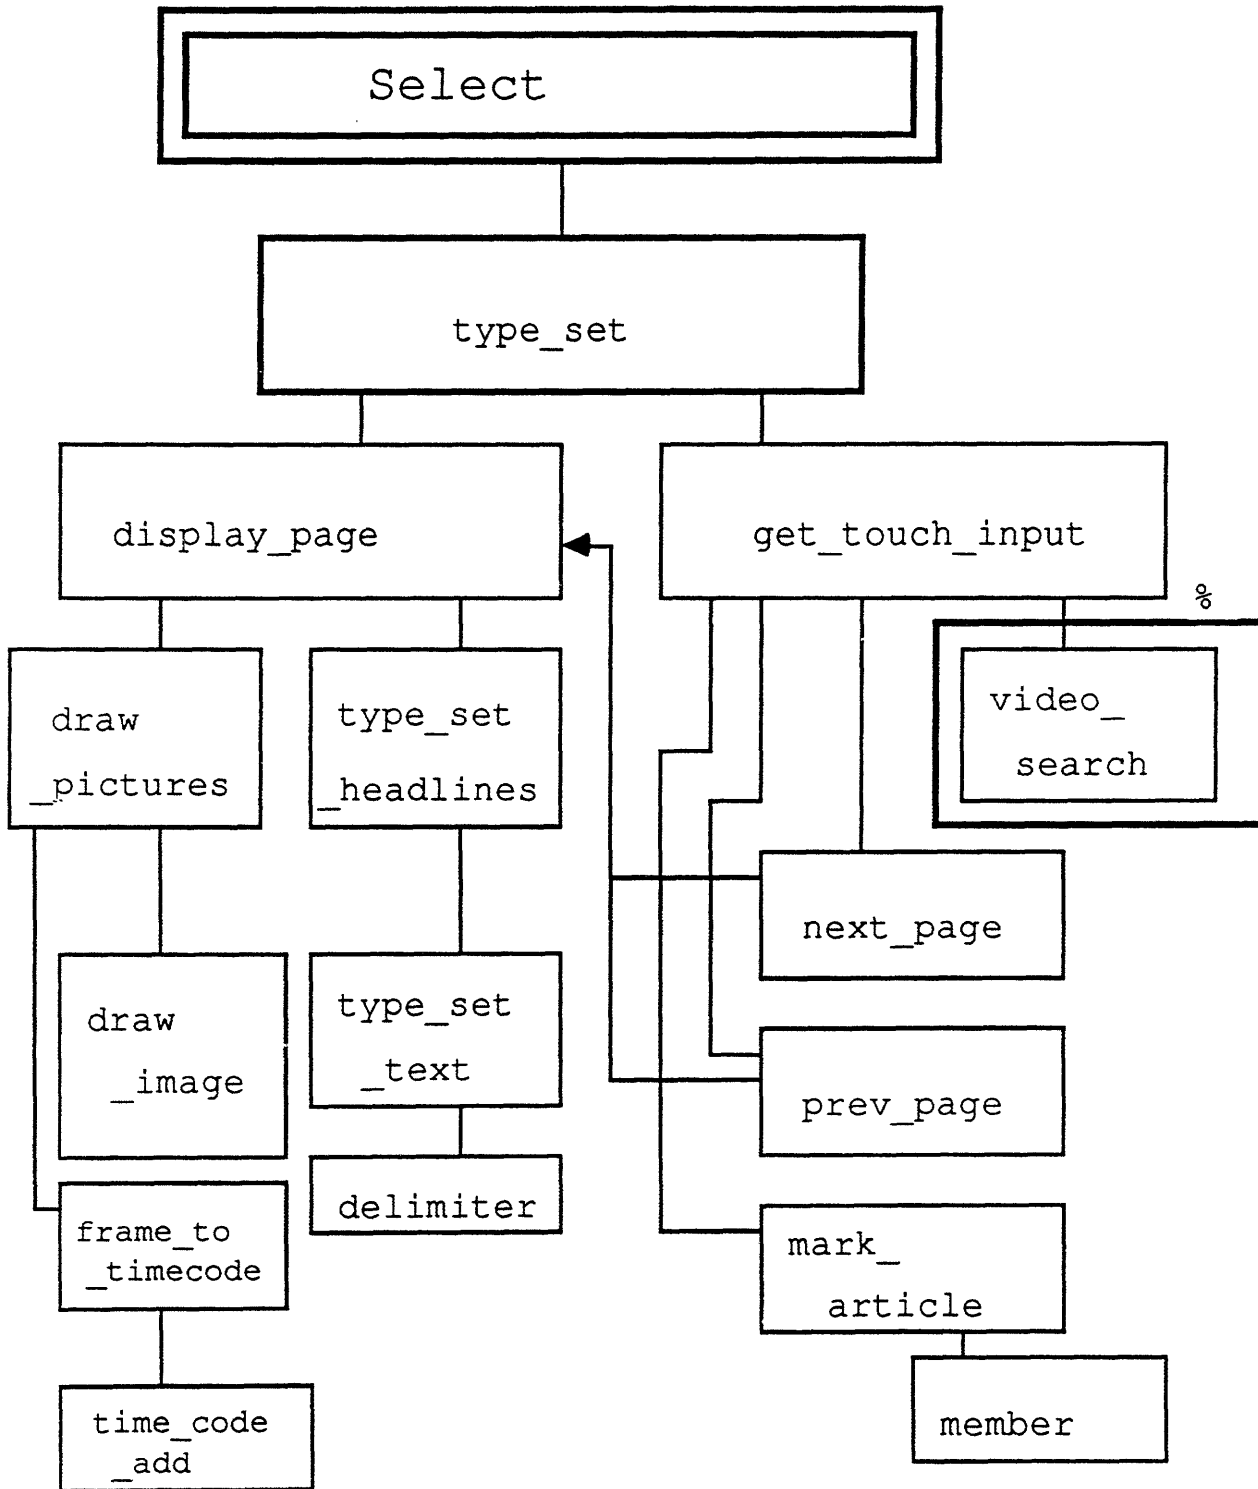 Select
type_set
display_page
get_touch_input
%
draw
_pictures
type_set
_headlines
video_
search
next_page
draw
_image
type_set
_text
prev_page
delimiter
frame_to
_timecode
mark_
article
time_code
_add
member